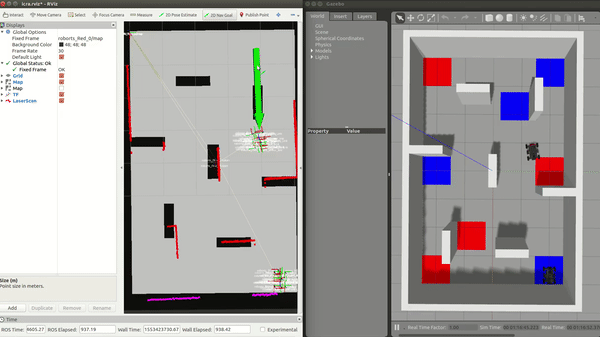 icra.rviz* - RViz
Interact
Move Camera
Select
Focus Camera
Measure
2D Pose Estimate
2D Nav Goal
Publish Point
Displays
Global Options
Fixed Frame roborts_Red_0/map
Background Color 48; 48; 48
Frame Rate 30
Default Light
Global Status: Ok
Fixed Frame OK
Grid
Map
Map
TF
LaserScan
Size (m)
Point size in meters.
Add
Duplicate
Remove
Rename
Time
ROS Time: 8605.27
ROS Elapsed: 937.19
Wall Time: 1553423730.67
Wall Elapsed: 938.42
Experimental
Gazebo
World
Insert
Layers
GUI
Scene
Spherical Coordinates
Physics
Models
Lights
Property
Value
Real Time Factor:
Sim Time:
Real Time: